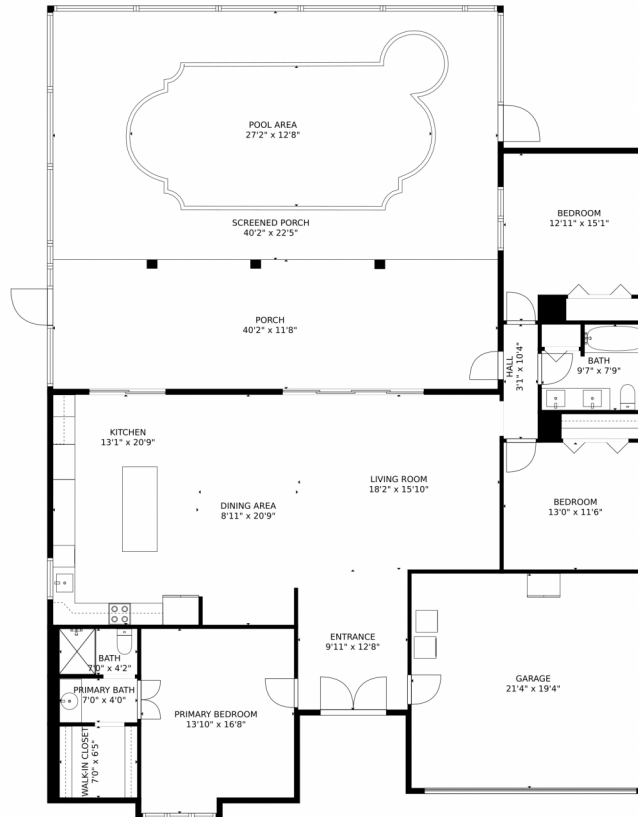 POOL AREA
27'2" x 12'8"
SCREENED PORCH
40'2" x 22'5"
BEDROOM
12'11" x 15'1"
PORCH
40'2" x 11'8"
HALL
3'1" x 10'4"
BATH
9'7" x 7'9"
KITCHEN
13'1" x 20'9"
DINING AREA
8'11" x 20'9"
LIVING ROOM
18'2" x 15'10"
BEDROOM
13'0" x 11'6"
ENTRANCE
9'11" x 12'8"
GARAGE
21'4" x 19'4"
BATH
7'0" x 4'2"
PRIMARY BATH
7'0" x 4'0"
PRIMARY BEDROOM
13'10" x 16'8"
WALK-IN CLOSET
7'0" x 6'5"